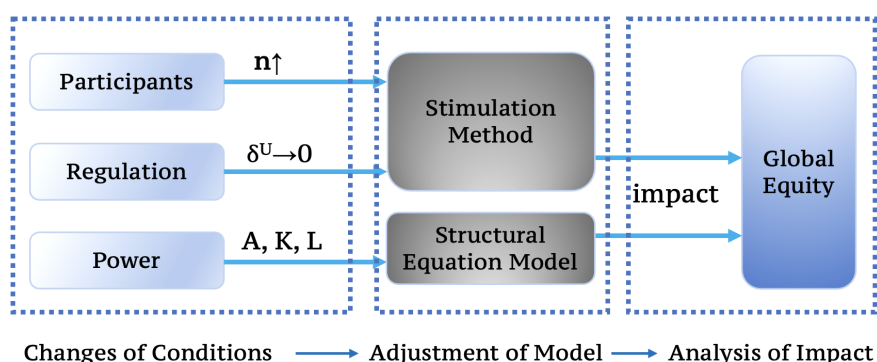 Participants
n↑
Stimulation
Method
Regulation
δᵁ→0
Global
Equity
impact
Power
A, K, L
Structural
Equation Model
Changes of Conditions
Adjustment of Model
Analysis of Impact